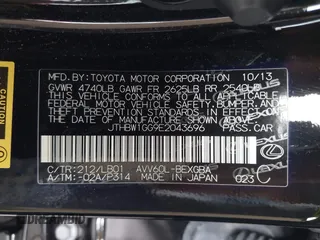 MFD.BY:TOYOTA MOTOR CORPORATION 10/13
GVWR 4740LB GAWR FR 2625LB RR 2540LB
THIS VEHICLE CONFORMS TO ALL APPLICABLE
FEDERAL MOTOR VEHICLE SAFETY, BUMPER, AND
THEFT PREVENTION STANDARDS IN EFFECT ON
THE DATE OF MANUFACTURE SHOWN ABOVE.
JTHBW1GG9E2043696 PASS.CAR
C/TR:212/LB01 AVV60L-BEXGBA
A/TM:-02A/P314 MADE IN JAPAN 023C